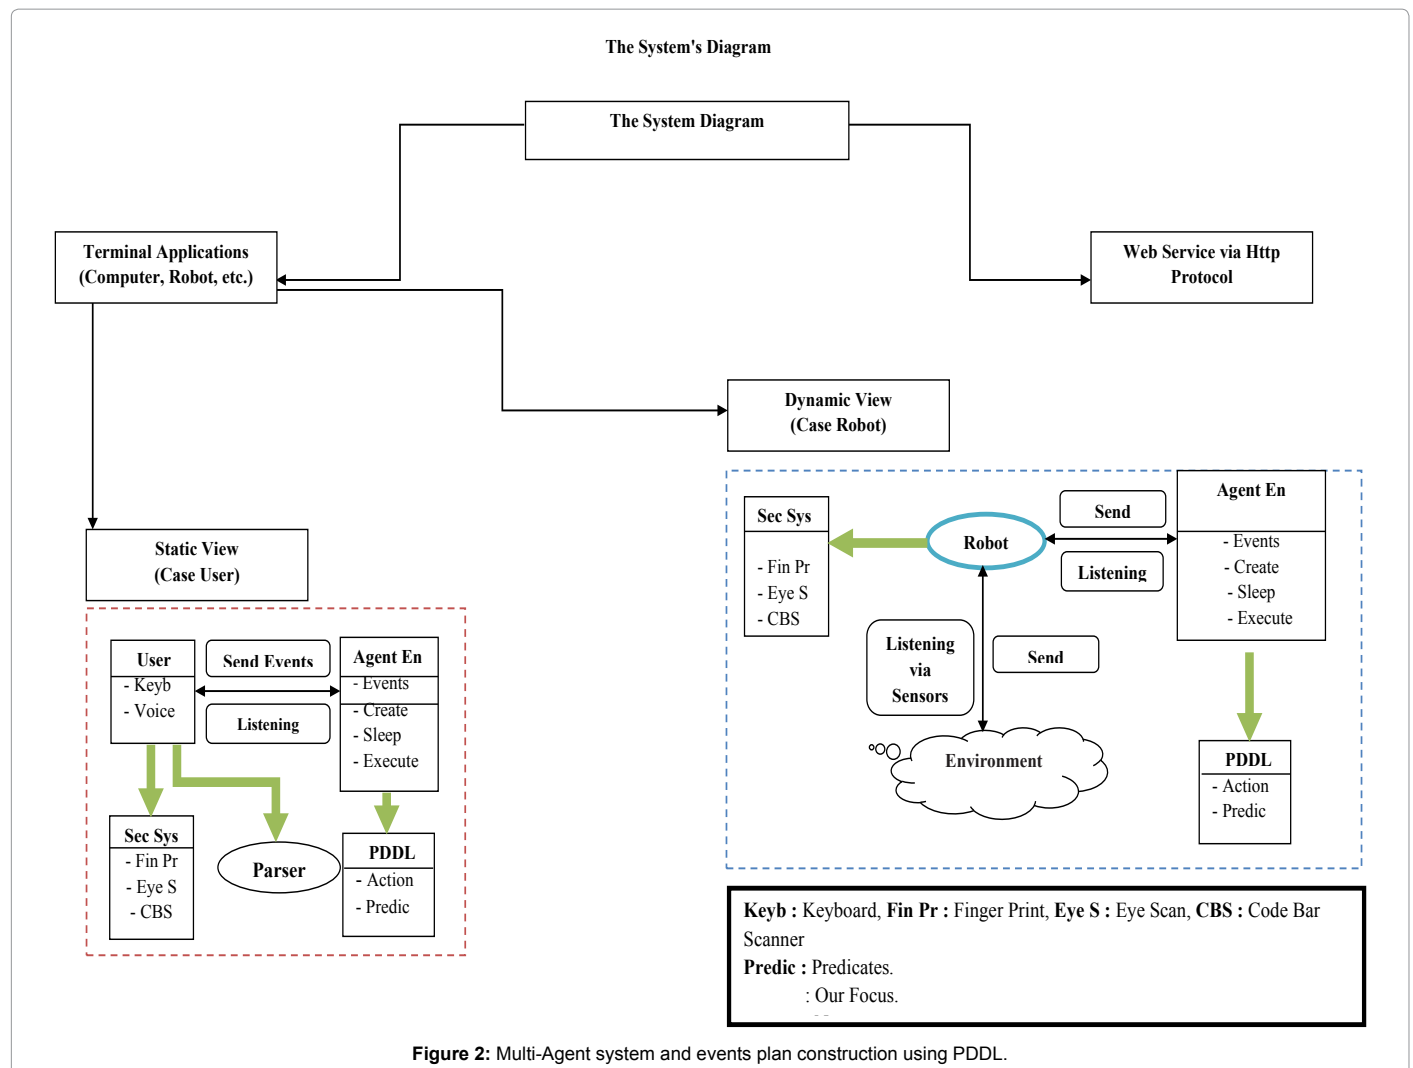 The System's Diagram
The System Diagram
Terminal Applications
(Computer, Robot, etc.)
Web Service via Http
Protocol
Dynamic View
(Case Robot)
Static View
(Case User)
Sec Sys
- Fin Pr
- Eye S
- CBS
Robot
Send
Listening
Agent En
- Events
- Create
- Sleep
- Execute
Listening
via
Sensors
Send
Environment
PDDL
- Action
- Predic
User
- Keyb
- Voice
Send Events
Listening
Agent En
- Events
- Create
- Sleep
- Execute
Sec Sys
- Fin Pr
- Eye S
- CBS
Parser
PDDL
- Action
- Predic
Keyb : Keyboard, Fin Pr : Finger Print, Eye S : Eye Scan, CBS : Code Bar
Scanner
Predic : Predicates.
: Our Focus.
Figure 2: Multi-Agent system and events plan construction using PDDL.